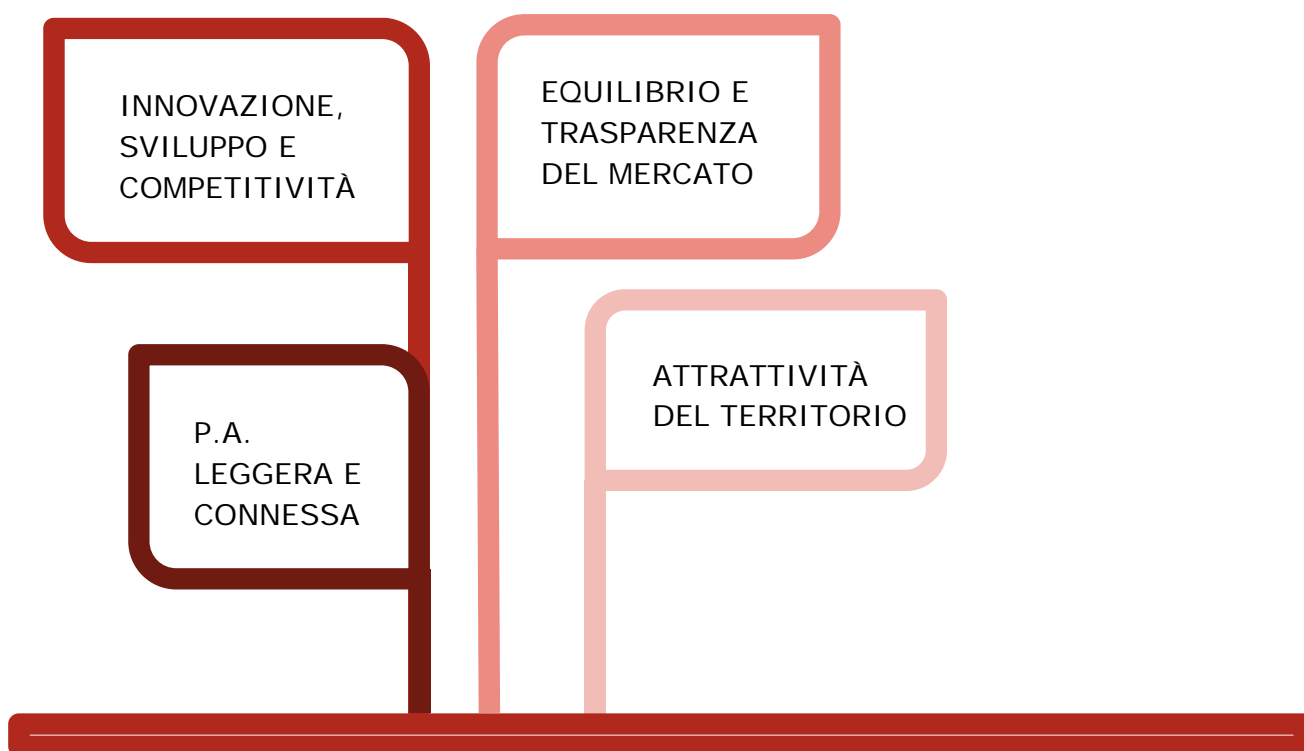 INNOVAZIONE,
SVILUPPO E
COMPETITIVITÀ
EQUILIBRIO E
TRASPARENZA
DEL MERCATO
P.A.
LEGGERA E
CONNESSA
ATTRATTIVITÀ
DEL TERRITORIO